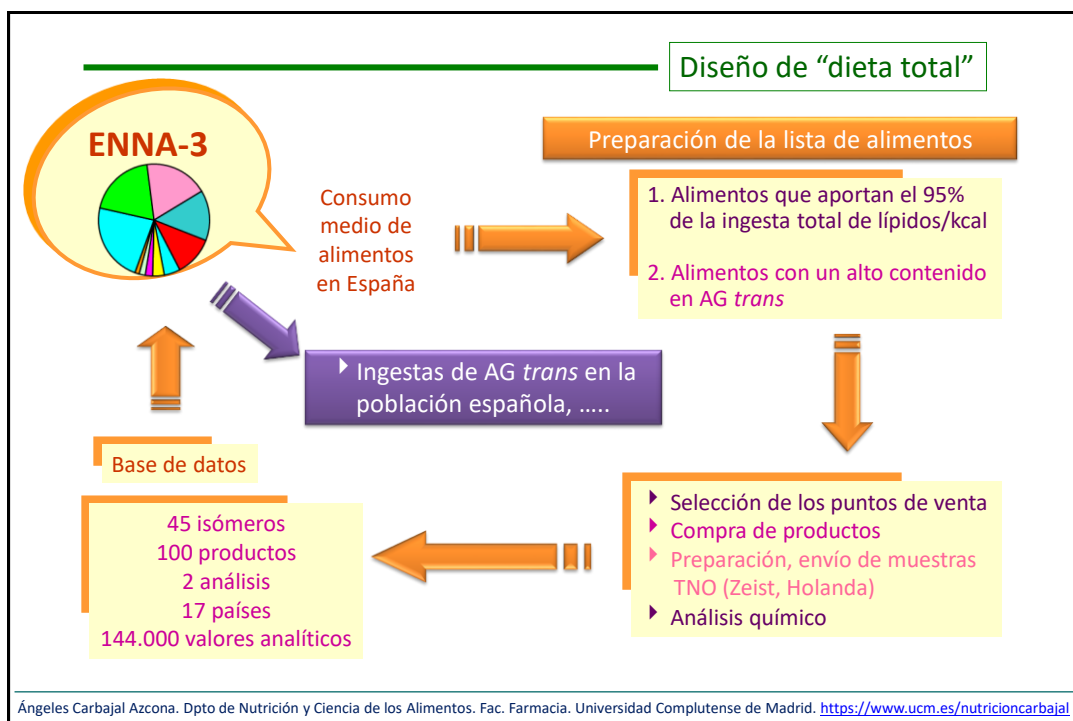 Diseño de “dieta total”
ENNA-3
Consumo
medio de
alimentos
en España
Preparación de la lista de alimentos
1. Alimentos que aportan el 95%
de la ingesta total de lípidos/kcal
2. Alimentos con un alto contenido
en AG trans
Ingestas de AG trans en la
población española, …..
Selección de los puntos de venta
Compra de productos
Preparación, envío de muestras
TNO (Zeist, Holanda)
Análisis químico
Base de datos
45 isómeros
100 productos
2 análisis
17 países
144.000 valores analíticos
Ángeles Carbajal Azcona. Dpto de Nutrición y Ciencia de los Alimentos. Fac. Farmacia. Universidad Complutense de Madrid. https://www.ucm.es/nutricioncarbajal